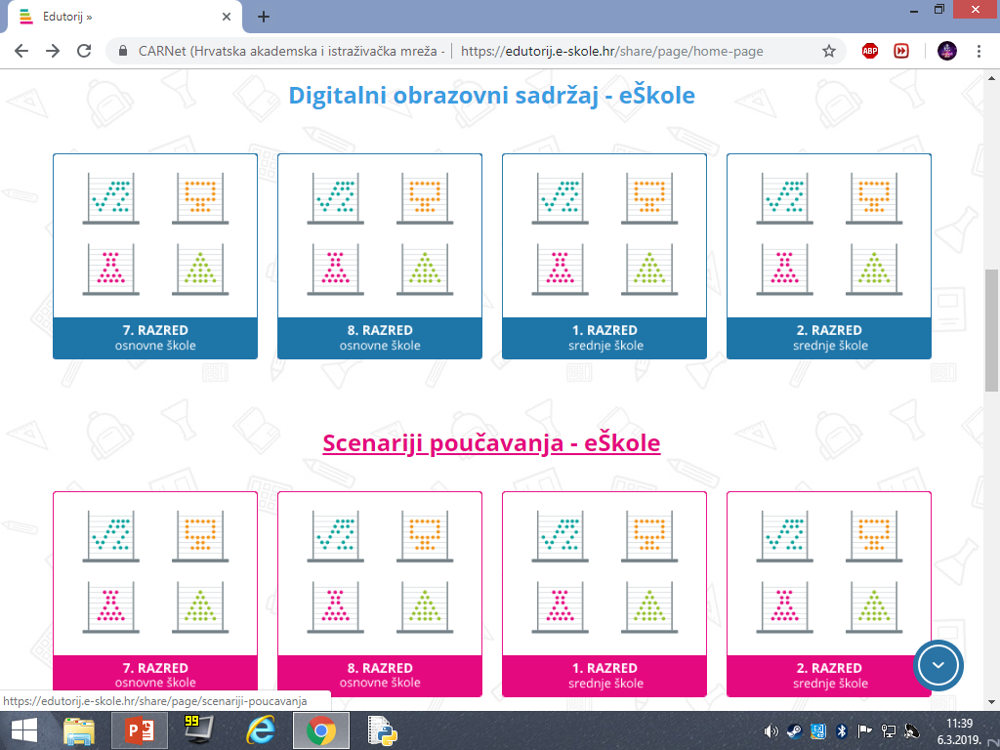 Edutorij »
CARNet (Hrvatska akademska i istraživačka mreža - https://edutorij.e-skole.hr/share/page/home-page
ABP
Digitalni obrazovni sadržaj - eŠkole
7. RAZRED
osnovne škole
8. RAZRED
osnovne škole
1. RAZRED
srednje škole
2. RAZRED
srednje škole
Scenariji poučavanja - eŠkole
7. RAZRED
osnovne škole
8. RAZRED
osnovne škole
1. RAZRED
srednje škole
2. RAZRED
srednje škole
https://edutorij.e-skole.hr/share/page/scenariji-poucavanja
99
11:39
6.3.2019.